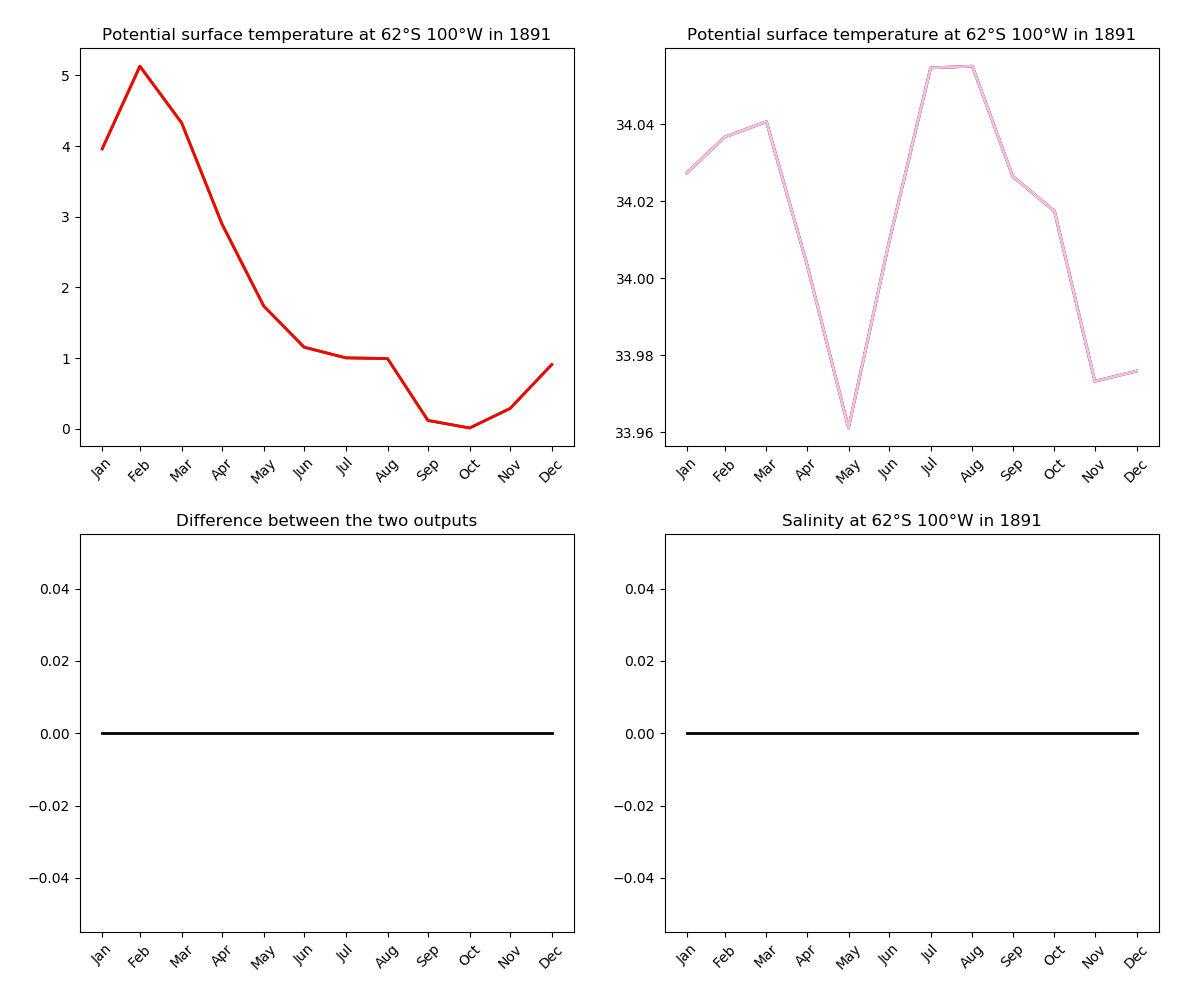 Potential surface temperature at 62°S 100°W in 1891
5
4
3
2
1
0
Jan Feb Mar Apr May Jun Jul Aug Sep Oct Nov Dec
Potential surface temperature at 62°S 100°W in 1891
34.04
34.02
34.00
33.98
33.96
Jan Feb Mar Apr May Jun Jul Aug Sep Oct Nov Dec
Difference between the two outputs
0.04
0.02
0.00
−0.02
−0.04
Jan Feb Mar Apr May Jun Jul Aug Sep Oct Nov Dec
Salinity at 62°S 100°W in 1891
0.04
0.02
0.00
−0.02
−0.04
Jan Feb Mar Apr May Jun Jul Aug Sep Oct Nov Dec